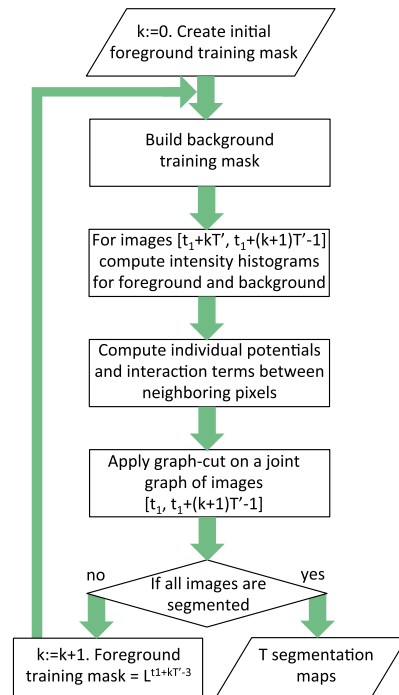 k:=0. Create initial
foreground training mask
Build background
training mask
For images [t₁+kT’, t₁+(k+1)T’-1]
compute intensity histograms
for foreground and background
Compute individual potentials
and interaction terms between
neighboring pixels
Apply graph-cut on a joint
graph of images
[t₁, t₁+(k+1)T’-1]
no
If all images are
segmented
yes
k:=k+1. Foreground
training mask = Lᵗ¹⁺ᵏᵀ’⁻³
T segmentation
maps